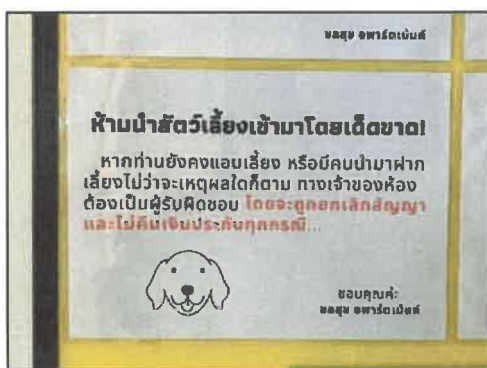 ชลสุข อพาร์ตเม้นต์
ห้ามนำสัตว์เลี้ยงเข้ามาโดยเด็ดขาด!
หากท่านยังคงแอบเลี้ยง หรือมีคนนำมาฝาก
เลี้ยงไม่ว่าจะเหตุผลใดก็ตาม ทางเจ้าของห้อง
ต้องเป็นผู้รับผิดชอบ โดยจะถูกยกเลิกสัญญา
และไม่คืนเงินประกันทุกกรณี...
ขอบคุณค่ะ
ชลสุข อพาร์ตเม้นต์